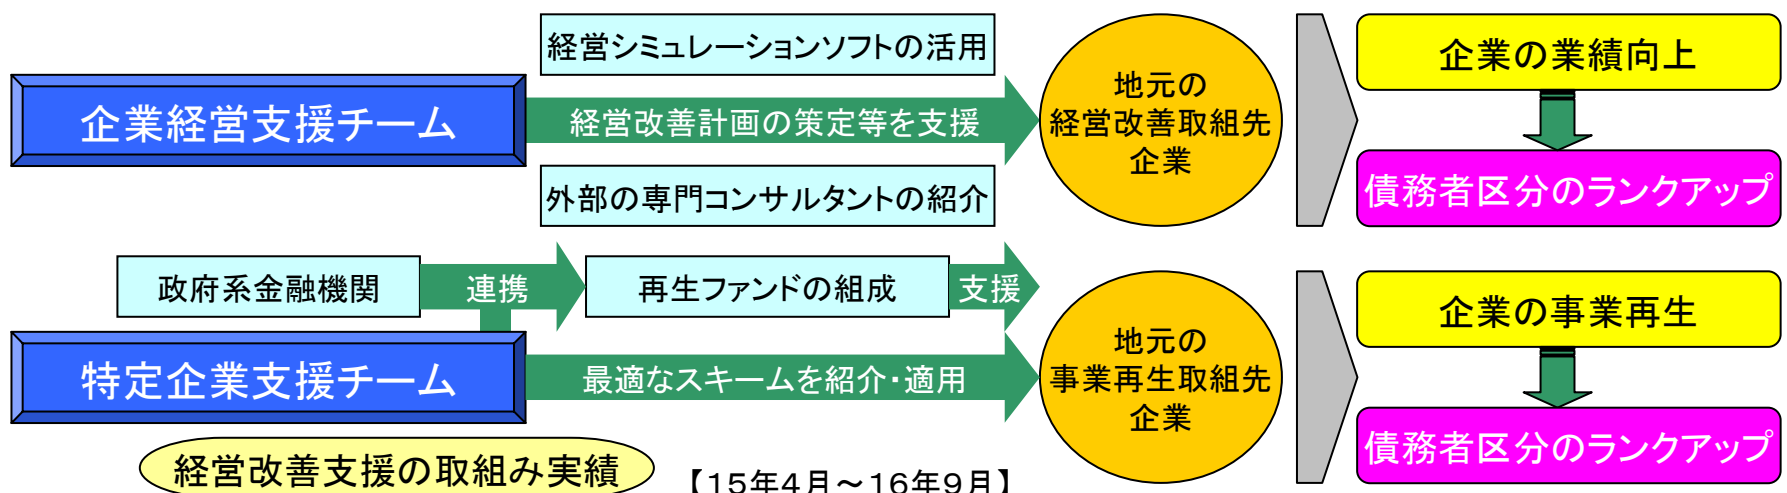 経営シミュレーションソフトの活用
企業経営支援チーム
経営改善計画の策定等を支援
外部の専門コンサルタントの紹介
地元の
経営改善取組先
企業
企業の業績向上
債務者区分のランクアップ
政府系金融機関
連携
再生ファンドの組成
支援
特定企業支援チーム
最適なスキームを紹介・適用
地元の
事業再生取組先
企業
企業の事業再生
債務者区分のランクアップ
経営改善支援の取組み実績
【15年4月～16年9月】